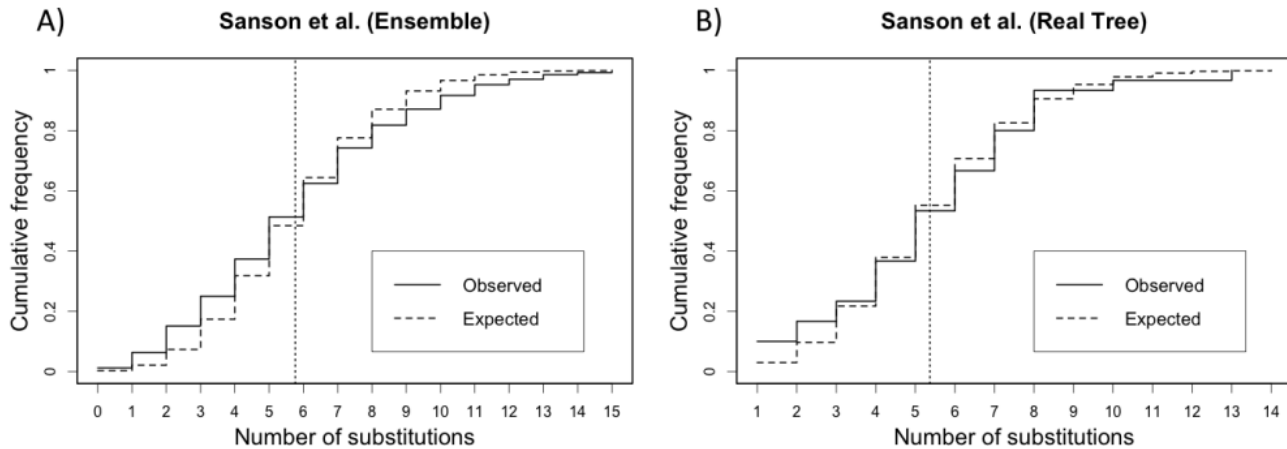 A) Sanson et al. (Ensemble)
Cumulative frequency
1
0.8
0.6
0.4
0.2
0
Observed
Expected
0 1 2 3 4 5 6 7 8 9 10 11 12 13 14 15
Number of substitutions
B) Sanson et al. (Real Tree)
Cumulative frequency
1
0.8
0.6
0.4
0.2
0
Observed
Expected
1 2 3 4 5 6 7 8 9 10 11 12 13 14
Number of substitutions